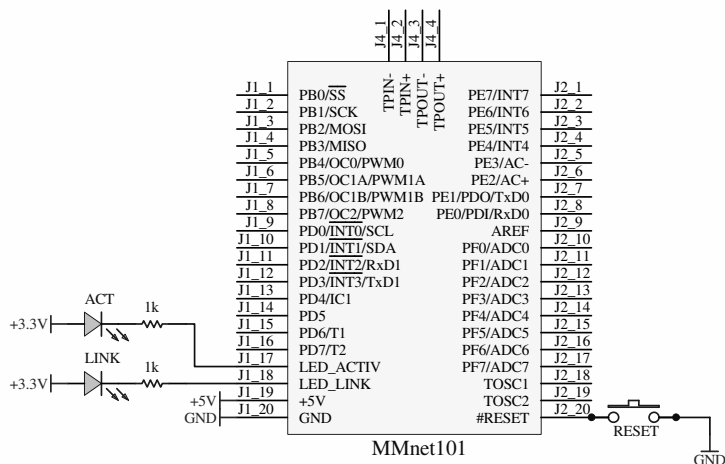 J4_1 J4_2 J4_3 J4_4
TPIN- TPIN+ TPOUT- TPOUT+
J1_1 PB0/SS PE7/INT7 J2_1
J1_2 PB1/SCK PE6/INT6 J2_2
J1_3 PB2/MOSI PE5/INT5 J2_3
J1_4 PB3/MISO PE4/INT4 J2_4
J1_5 PB4/OC0/PWM0 PE3/AC- J2_5
J1_6 PB5/OC1A/PWM1A PE2/AC+ J2_6
J1_7 PB6/OC1B/PWM1B PE1/PDO/TxD0 J2_7
J1_8 PB7/OC2/PWM2 PE0/PDI/RxD0 J2_8
J1_9 PD0/INT0/SCL AREF J2_9
J1_10 PD1/INT1/SDA PF0/ADC0 J2_10
J1_11 PD2/INT2/RxD1 PF1/ADC1 J2_11
J1_12 PD3/INT3/TxD1 PF2/ADC2 J2_12
J1_13 PD4/IC1 PF3/ADC3 J2_13
J1_14 PD5 PF4/ADC4 J2_14
J1_15 PD6/T1 PF5/ADC5 J2_15
J1_16 PD7/T2 PF6/ADC6 J2_16
J1_17 LED_ACTIV PF7/ADC7 J2_17
J1_18 LED_LINK TOSC1 J2_18
J1_19 +5V TOSC2 J2_19
J1_20 GND #RESET J2_20
ACT 1k
+3.3V
LINK 1k
+3.3V
+5V
GND
RESET
GND
MMnet101